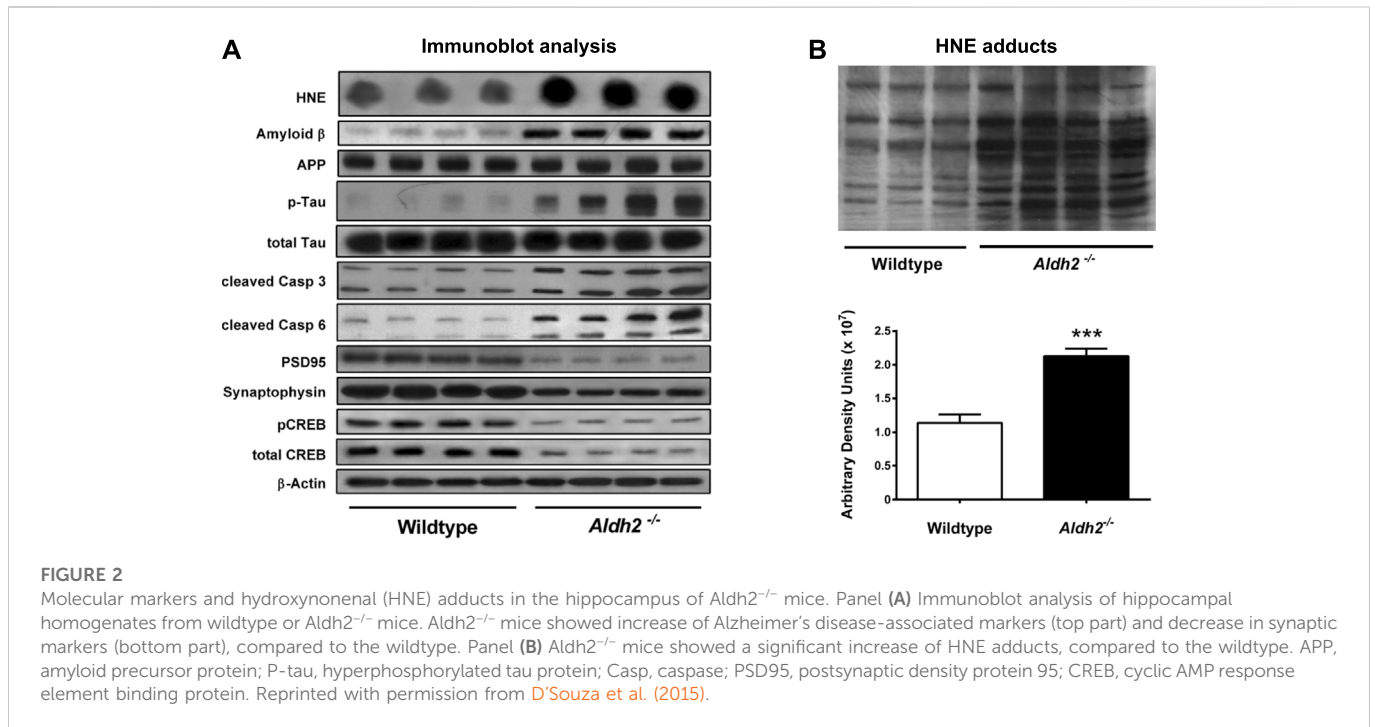 A
Immunoblot analysis
HNE
Amyloid β
APP
p-Tau
total Tau
cleaved Casp 3
cleaved Casp 6
PSD95
Synaptophysin
pCREB
total CREB
β-Actin
Wildtype
Aldh2 -/-
B
HNE adducts
Wildtype
Aldh2 -/-
Arbitrary Density Units (x 10⁷)
2.5
2.0
1.5
1.0
0.5
0
***
Wildtype
Aldh2-/-
FIGURE 2
Molecular markers and hydroxynonenal (HNE) adducts in the hippocampus of Aldh2−/− mice. Panel (A) Immunoblot analysis of hippocampal
homogenates from wildtype or Aldh2−/− mice. Aldh2−/− mice showed increase of Alzheimer's disease-associated markers (top part) and decrease in synaptic
markers (bottom part), compared to the wildtype. Panel (B) Aldh2−/− mice showed a significant increase of HNE adducts, compared to the wildtype. APP,
amyloid precursor protein; P-tau, hyperphosphorylated tau protein; Casp, caspase; PSD95, postsynaptic density protein 95; CREB, cyclic AMP response
element binding protein. Reprinted with permission from D'Souza et al. (2015).